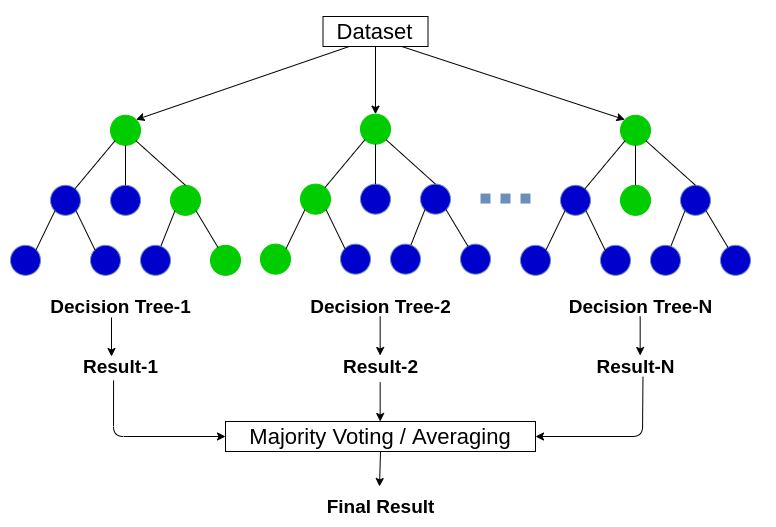 Dataset
Decision Tree-1
Decision Tree-2
Decision Tree-N
Result-1
Result-2
Result-N
Majority Voting / Averaging
Final Result